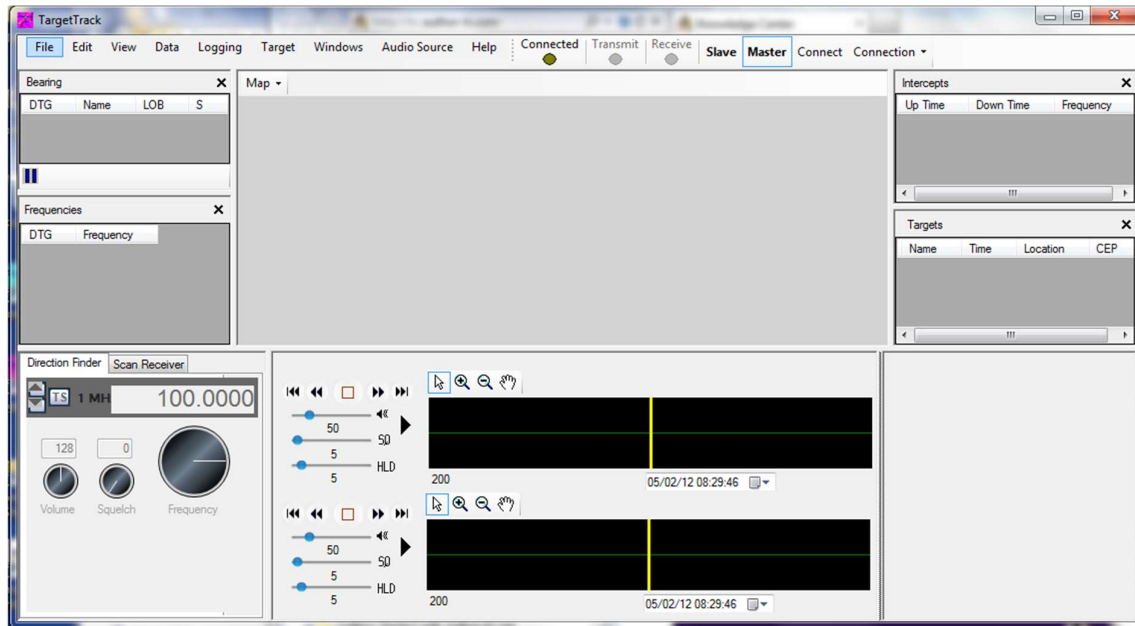 TargetTrack
File Edit View Data Logging Target Windows Audio Source Help Connected Transmit Receive Slave Master Connect Connection
Bearing
DTG Name LOB S
Map
Intercepts
Up Time Down Time Frequency
Frequencies
DTG Frequency
Targets
Name Time Location CEP
Direction Finder Scan Receiver
TS 1 MH 100.0000
128 0
Volume Squelch Frequency
50
SQ
5
HLD
5
200
05/02/12 08:29:46
50
SQ
5
HLD
5
200
05/02/12 08:29:46